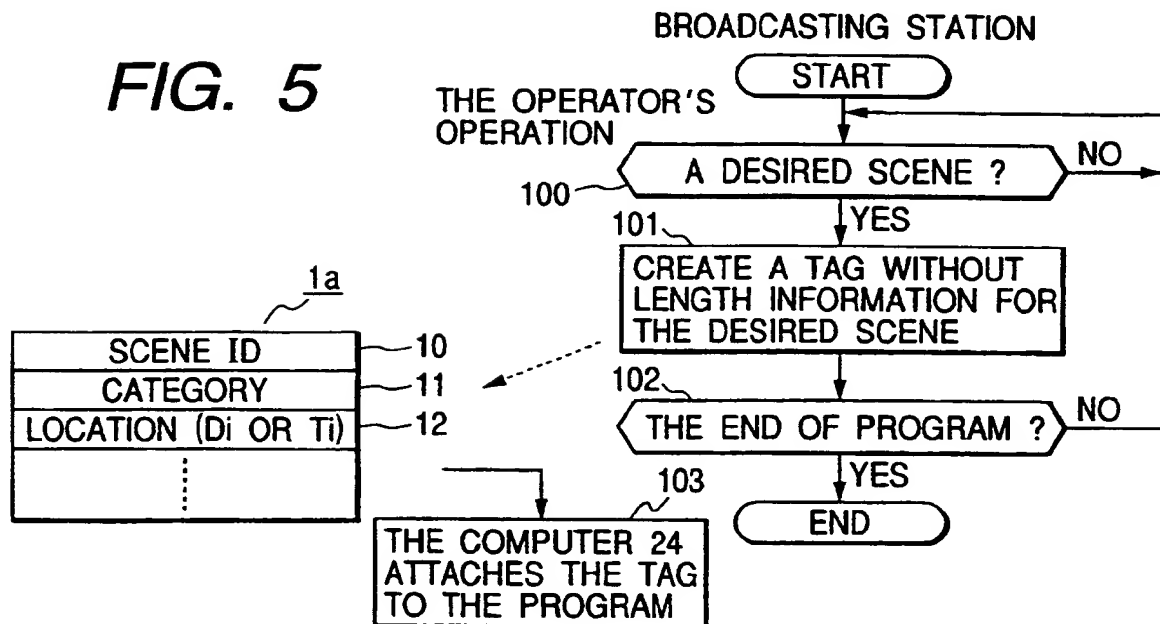 FIG. 5
BROADCASTING STATION
START
THE OPERATOR'S
OPERATION
A DESIRED SCENE ?
NO
100
YES
101
CREATE A TAG WITHOUT
LENGTH INFORMATION FOR
THE DESIRED SCENE
1a
SCENE ID
10
CATEGORY
11
LOCATION (Di OR Ti)
12
102
THE END OF PROGRAM ?
NO
YES
END
103
THE COMPUTER 24
ATTACHES THE TAG
TO THE PROGRAM